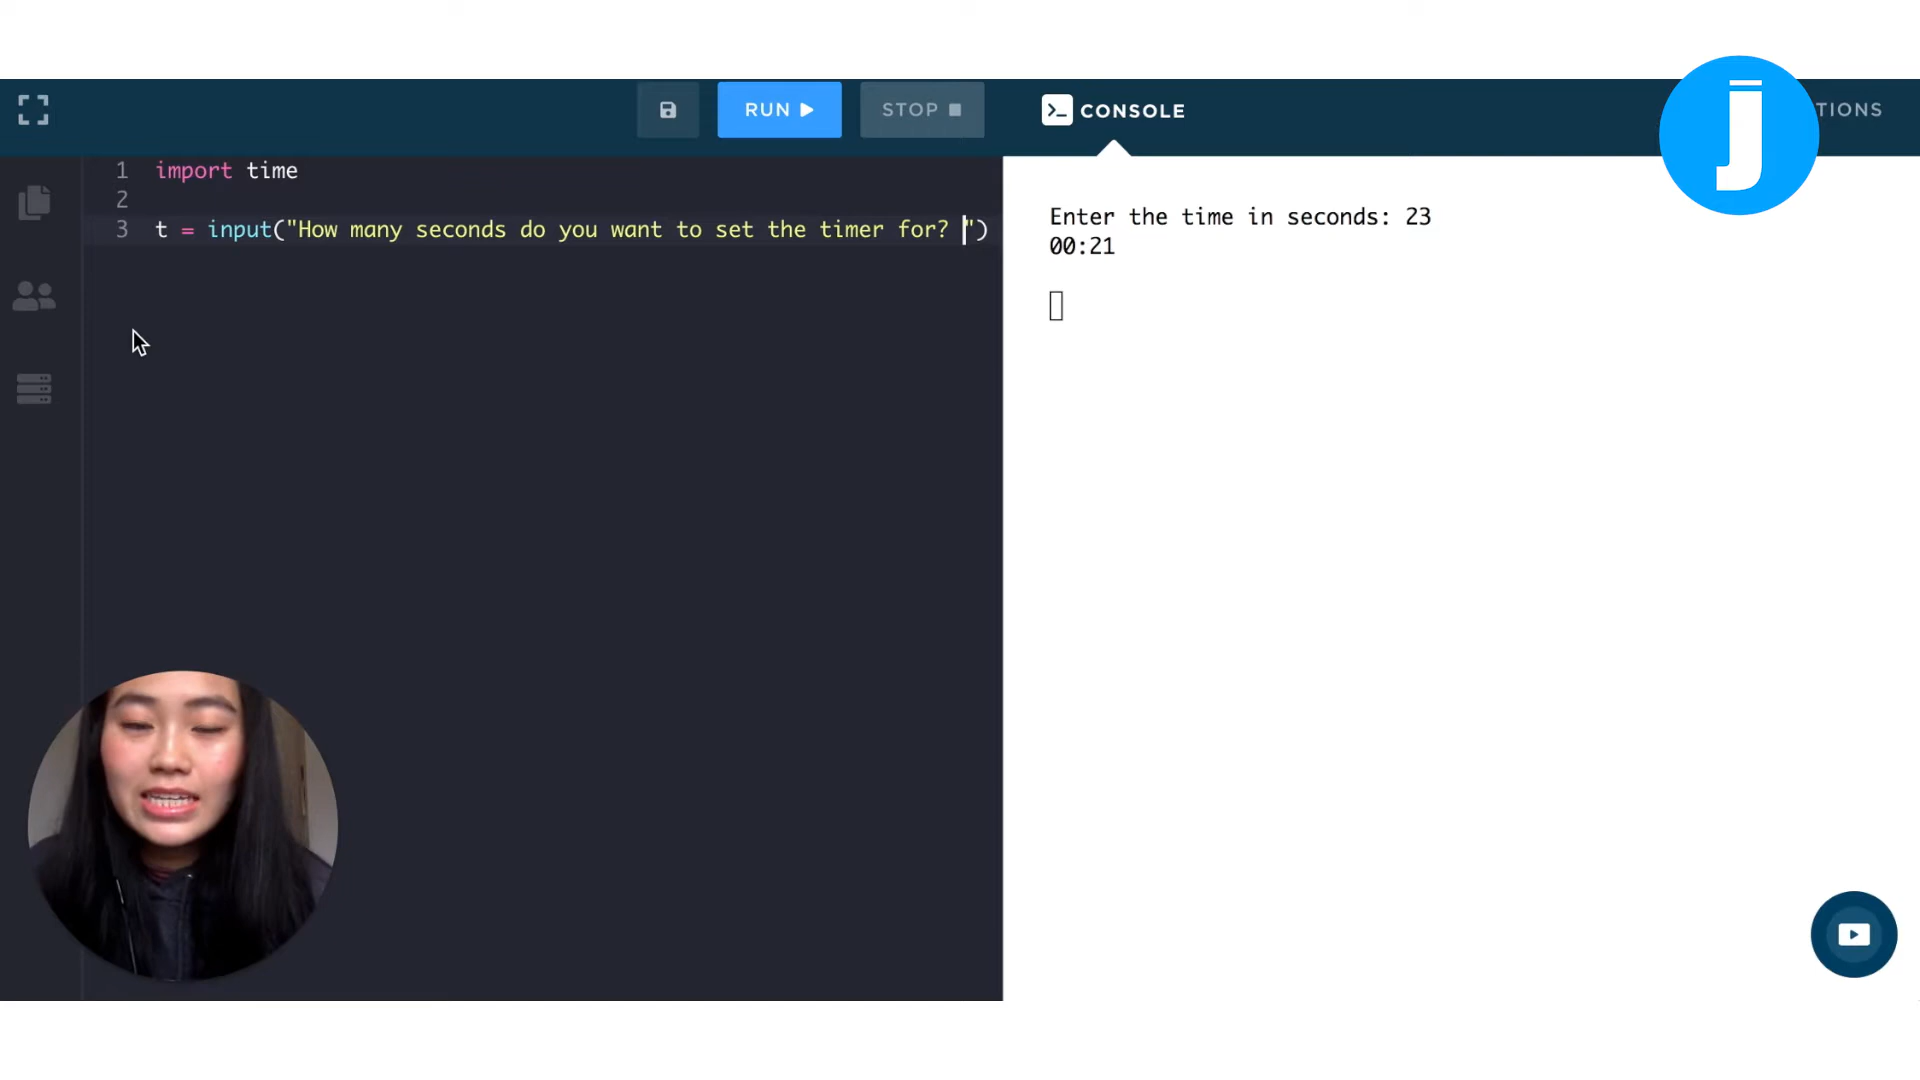 RUN
STOP
CONSOLE
TIONS
1 import time
2
3 t = input("How many seconds do you want to set the timer for? ")
Enter the time in seconds: 23
00:21
J